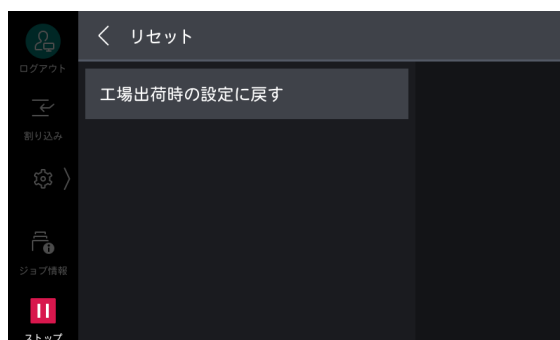 リセット
ログアウト
工場出荷時の設定に戻す
割り込み
ジョブ情報
ストップ